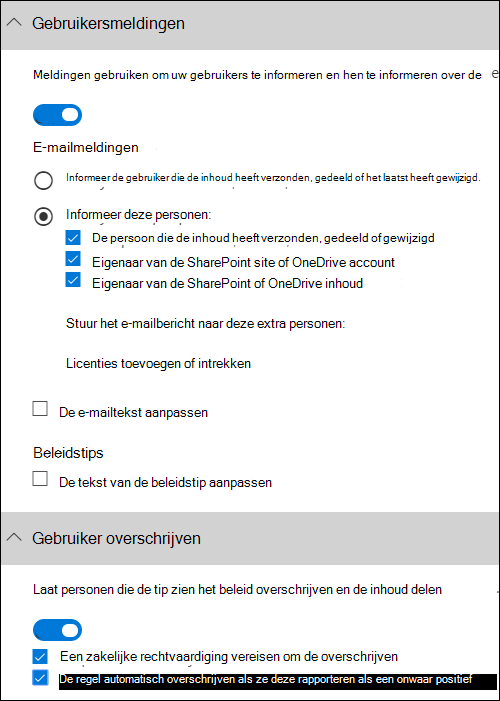 Gebruikersmeldingen
Meldingen gebruiken om uw gebruikers te informeren en hen te informeren over de e
E-mailmeldingen
Informeer de gebruiker die de inhoud heeft verzonden, gedeeld of het laatst heeft gewijzigd.
Informeer deze personen:
De persoon die de inhoud heeft verzonden, gedeeld of gewijzigd
Eigenaar van de SharePoint site of OneDrive account
Eigenaar van de SharePoint of OneDrive inhoud
Stuur het e-mailbericht naar deze extra personen:
Licenties toevoegen of intrekken
De e-mailtekst aanpassen
Beleidstips
De tekst van de beleidstip aanpassen
Gebruiker overschrijven
Laat personen die de tip zien het beleid overschrijven en de inhoud delen
Een zakelijke rechtvaardiging vereisen om de overschrijven
De regel automatisch overschrijven als ze deze rapporteren als een onwaar positief